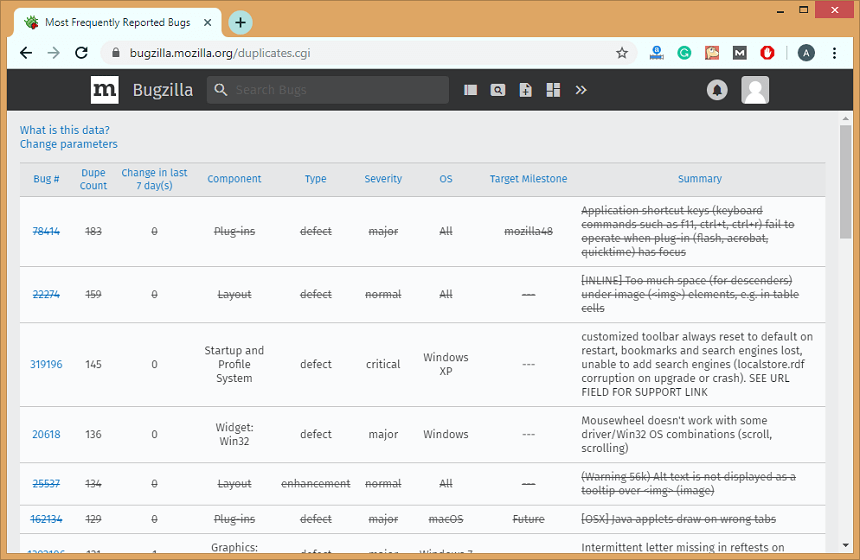 Most Frequently Reported Bugs
bugzilla.mozilla.org/duplicates.cgi
A
m
Bugzilla
Search Bugs
What is this data?
Change parameters
Bug # Dupe Count Change in last 7 day(s) Component Type Severity OS Target Milestone Summary
78414 183 0 Plug-ins defect major All mozilla48 Application shortcut keys (keyboard
commands such as f11, ctrl+t, ctrl+r) fail to
operate when plug-in (flash, acrobat,
quicktime) has focus
22274 159 0 Layout defect normal All --- [INLINE] Too much space (for descenders)
under image (<img>) elements, e.g. in table
cells
319196 145 0 Startup and Profile System defect critical Windows XP --- customized toolbar always reset to default on
restart, bookmarks and search engines lost,
unable to add search engines (localstore.rdf
corruption on upgrade or crash). SEE URL
FIELD FOR SUPPORT LINK
20618 136 0 Widget: Win32 defect major Windows --- Mousewheel doesn't work with some
driver/Win32 OS combinations (scroll,
scrolling)
25537 134 0 Layout enhancement normal All --- (Warning 56k) Alt text is not displayed as a
tooltip over <img> (image)
162134 129 0 Plug-ins defect major macOS Future [OSX] Java applets draw on wrong tabs
Graphics: defect major Windows 7 Intermittent letter missing in reftests on